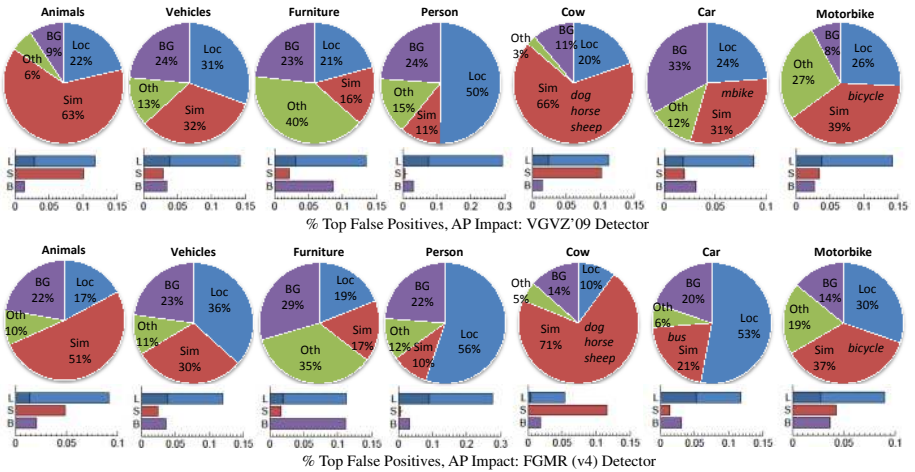 Animals Vehicles Furniture Person Cow Car Motorbike
BG 9% Loc 22% Oth 6% Sim 63%
BG 24% Loc 31% Oth 13% Sim 32%
BG 23% Loc 21% Sim 16% Oth 40%
BG 24% Loc 50% Oth 15% Sim 11%
Oth 3% BG 11% Loc 20% Sim 66% dog horse sheep
BG 33% Loc 24% mbike Oth 12% Sim 31%
BG 8% Loc 26% Oth 27% bicycle Sim 39%
L S B 0 0.05 0.1 0.15
L S B 0 0.05 0.1 0.15
L S B 0 0.05 0.1 0.15
L S B 0 0.1 0.2 0.3
L S B 0 0.05 0.1 0.15
L S B 0 0.05 0.1
L S B 0 0.05 0.1 0.15
% Top False Positives, AP Impact: VGVZ'09 Detector
Animals Vehicles Furniture Person Cow Car Motorbike
BG 22% Loc 17% Oth 10% Sim 51%
BG 23% Loc 36% Oth 11% Sim 30%
BG 29% Loc 19% Sim 17% Oth 35%
BG 22% Loc 56% Oth 12% Sim 10%
Oth 5% BG 14% Loc 10% Sim 71% dog horse sheep
BG 20% Loc 53% Oth 6% bus Sim 21%
BG 14% Loc 30% Oth 19% bicycle Sim 37%
L S B 0 0.05 0.1
L S B 0 0.05 0.1 0.15
L S B 0 0.05 0.1 0.15
L S B 0 0.1 0.2 0.3
L S B 0 0.05 0.1 0.15
L S B 0 0.05 0.1 0.15
L S B 0 0.05 0.1
% Top False Positives, AP Impact: FGMR (v4) Detector